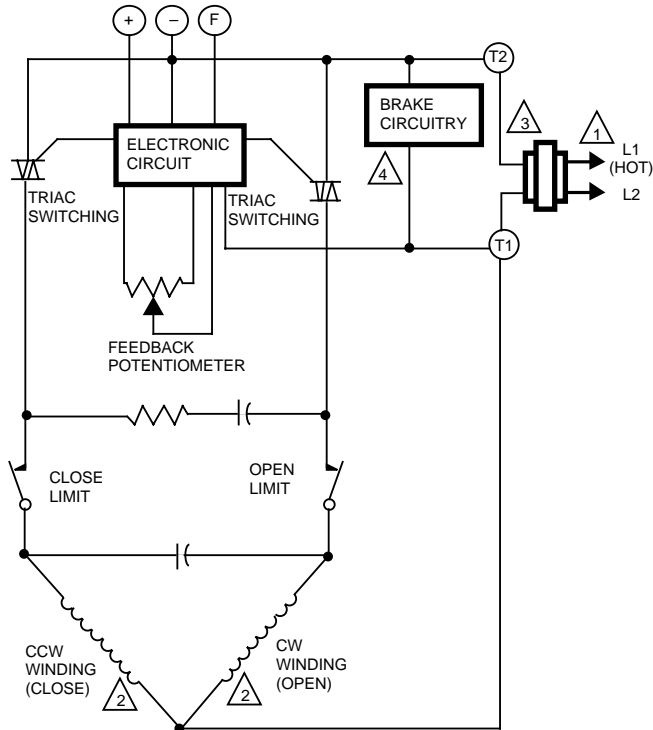 + − F
T2
BRAKE
CIRCUITRY
3
1
L1
(HOT)
ELECTRONIC
CIRCUIT
4
L2
TRIAC
SWITCHING
TRIAC
SWITCHING
T1
FEEDBACK
POTENTIOMETER
CLOSE
LIMIT
OPEN
LIMIT
CCW
WINDING
(CLOSE)
2
CW
WINDING
(OPEN)
2